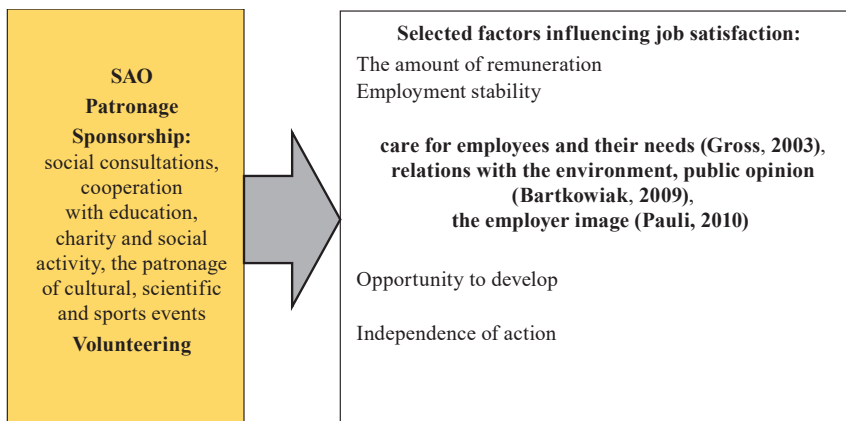 SAO
Patronage
Sponsorship:
social consultations,
cooperation
with education,
charity and social
activity, the patronage
of cultural, scientific
and sports events
Volunteering
Selected factors influencing job satisfaction:
The amount of remuneration
Employment stability
care for employees and their needs (Gross, 2003),
relations with the environment, public opinion
(Bartkowiak, 2009),
the employer image (Pauli, 2010)
Opportunity to develop
Independence of action